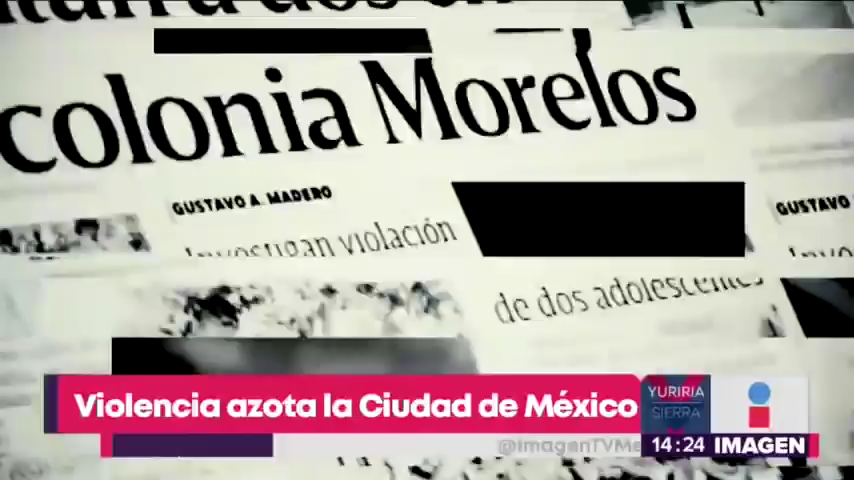 colonia Morelos
GUSTAVO A. MADERO
GUSTAVO
Investigan violación
de dos adolescentes
Violencia azota la Ciudad de México
YURIRIA
SIERRA
@ImagenTVMe
14:24 IMAGEN